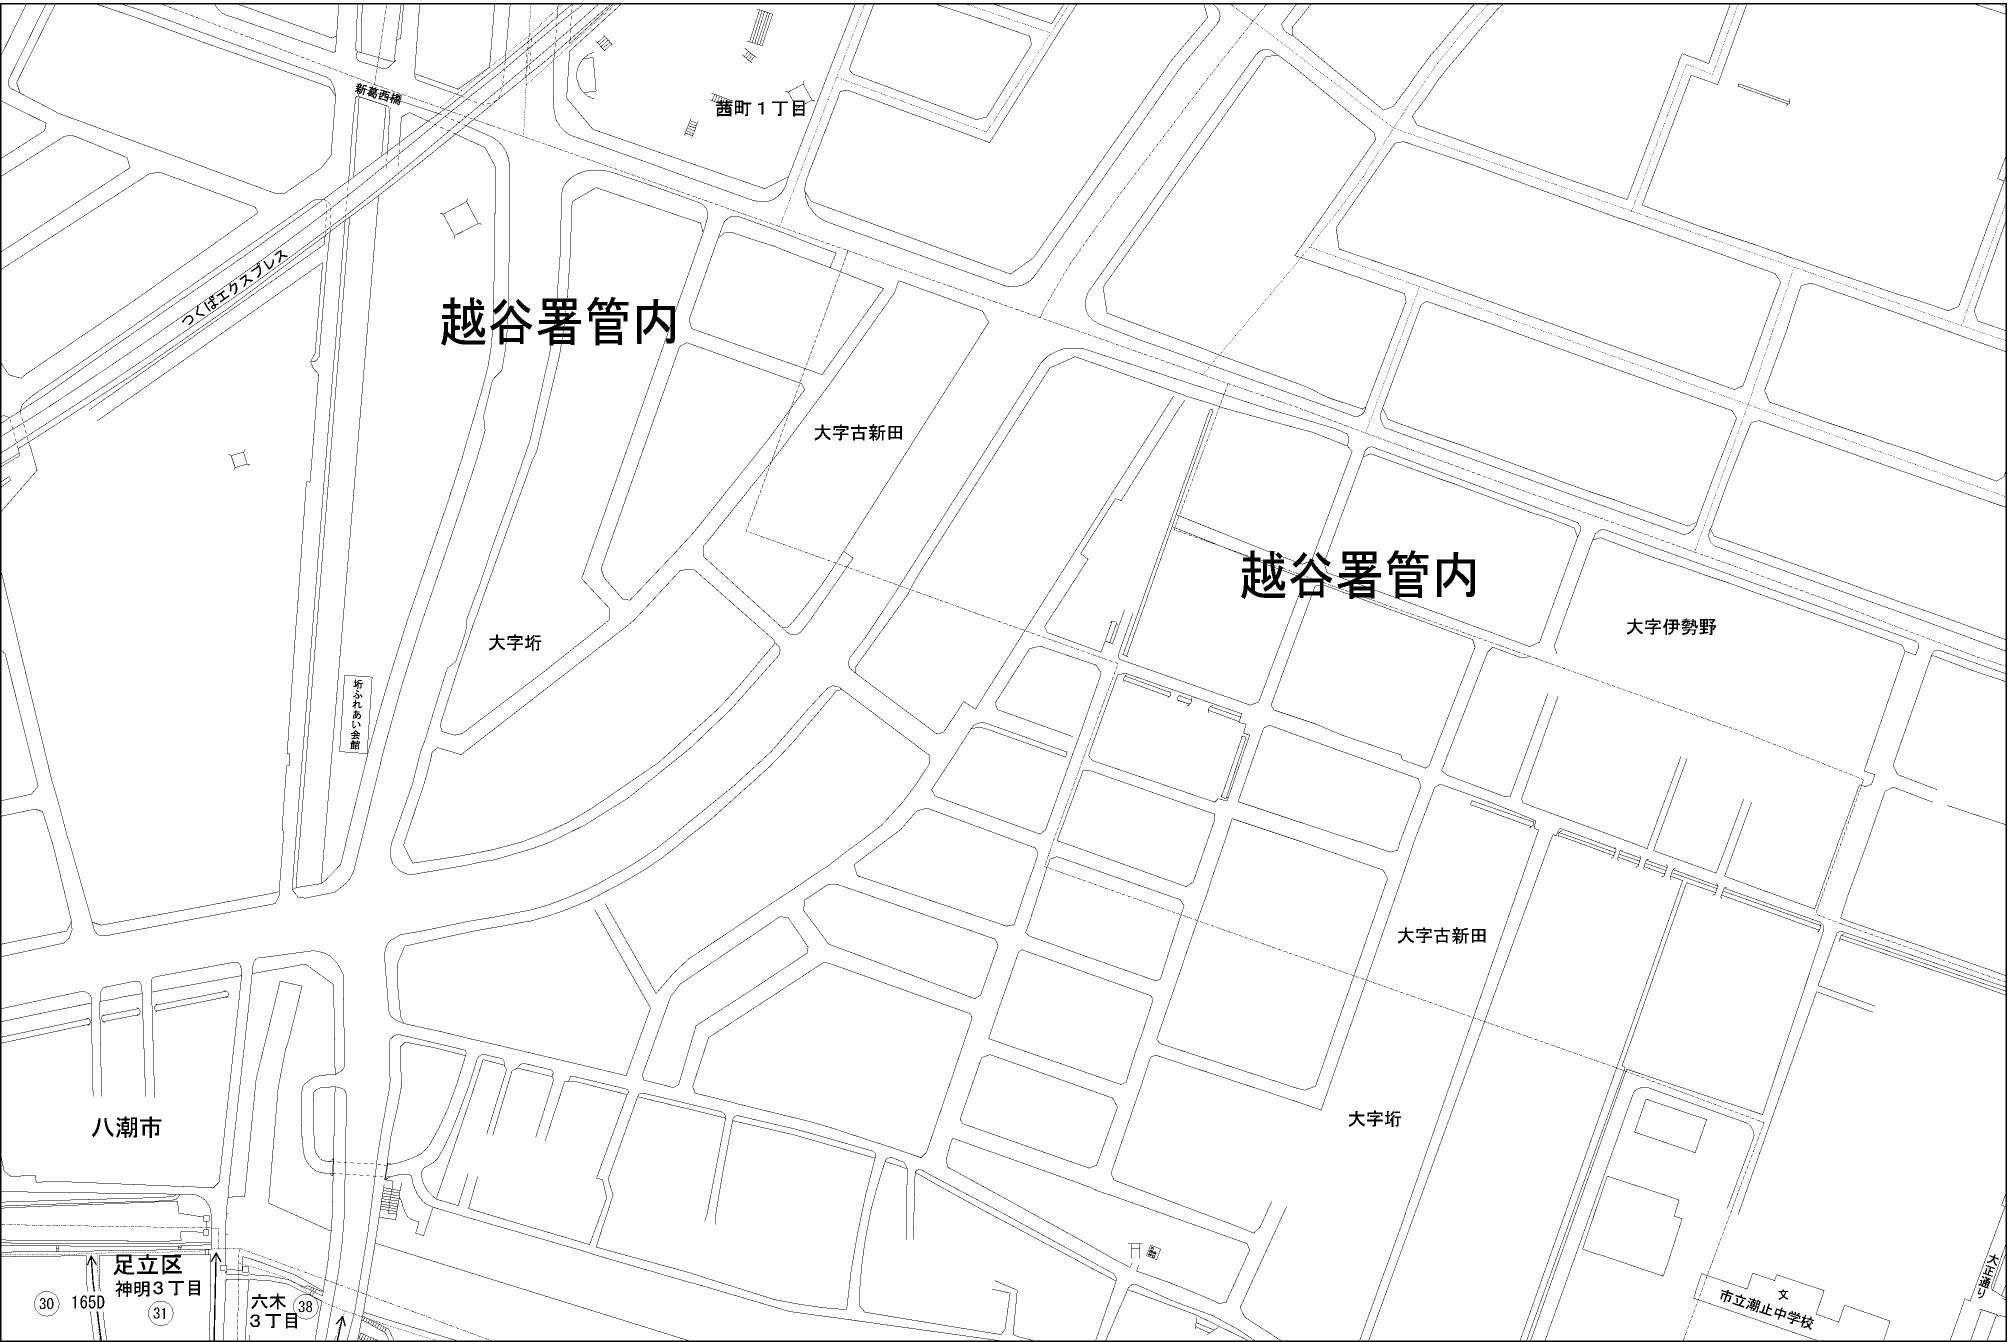 新葛西橋
茜町１丁目
つくばエクスプレス
越谷署管内
大字古新田
越谷署管内
大字伊勢野
大字垳
垳ふれあい会館
大字古新田
大字垳
八潮市
足立区
神明３丁目
30
165D
31
六木
３丁目
38
大正通り
文
市立潮止中学校